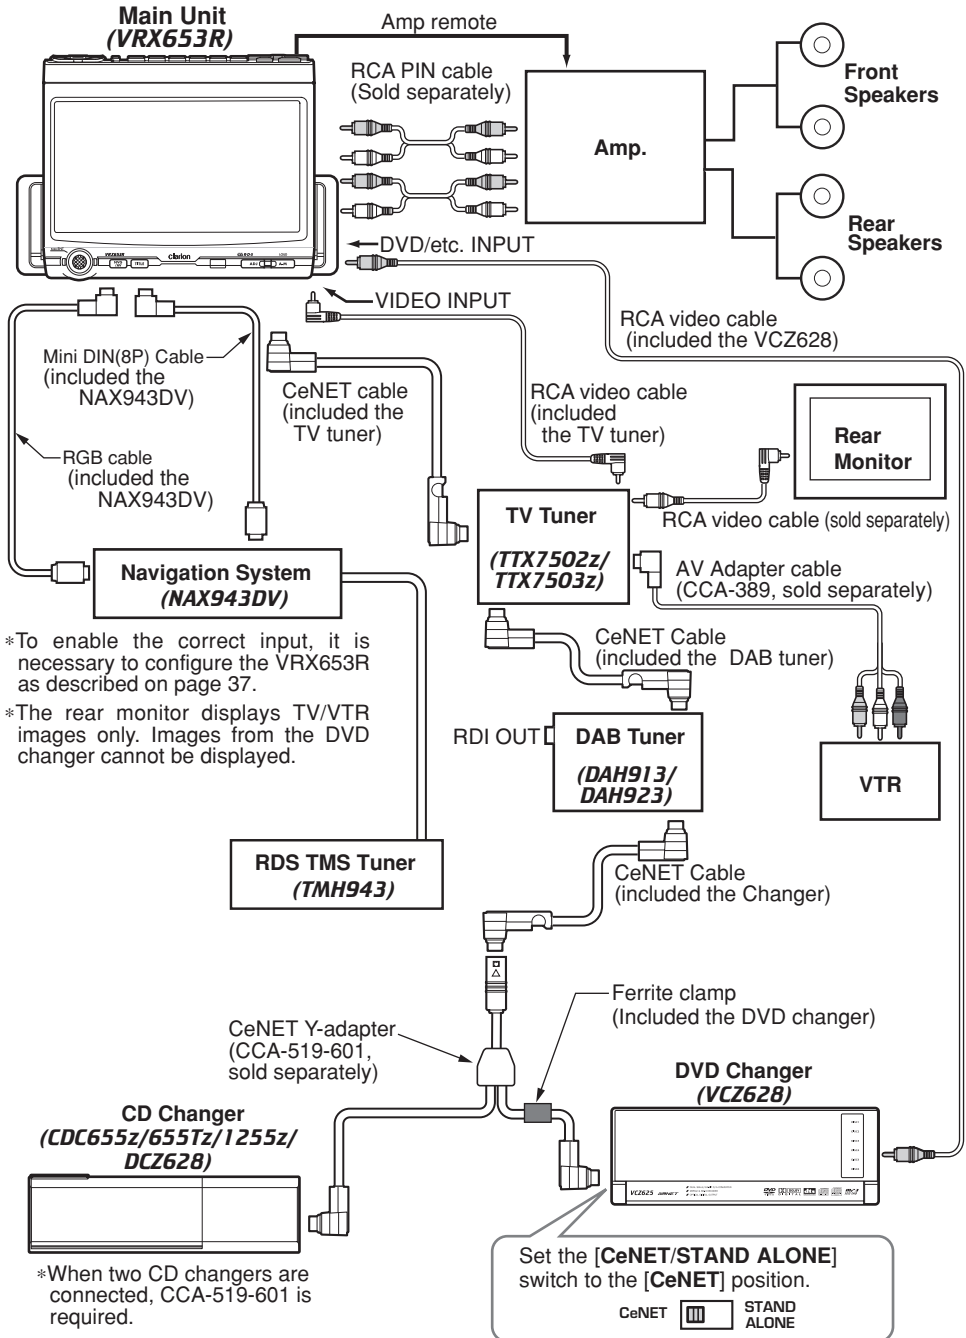 Main Unit
(VRX653R)
Amp remote
RCA PIN cable
(Sold separately)
Amp.
Front
Speakers
Rear
Speakers
clarion
TITLE
DVD/etc. INPUT
VIDEO INPUT
RCA video cable
(included the VCZ628)
Mini DIN(8P) Cable
(included the
NAX943DV)
CeNET cable
(included the
TV tuner)
RCA video cable
(included
the TV tuner)
Rear
Monitor
RGB cable
(included the
NAX943DV)
TV Tuner
(TTX7502z/
TTX7503z)
RCA video cable (sold separately)
Navigation System
(NAX943DV)
AV Adapter cable
(CCA-389, sold separately)
*To enable the correct input, it is
necessary to configure the VRX653R
as described on page 37.
*The rear monitor displays TV/VTR
images only. Images from the DVD
changer cannot be displayed.
CeNET Cable
(included the DAB tuner)
RDI OUT
DAB Tuner
(DAH913/
DAH923)
VTR
RDS TMS Tuner
(TMH943)
CeNET Cable
(included the Changer)
Ferrite clamp
(Included the DVD changer)
CeNET Y-adapter
(CCA-519-601,
sold separately)
DVD Changer
(VCZ628)
CD Changer
(CDC655z/655Tz/1255z/
DCZ628)
VCZ625
*When two CD changers are
connected, CCA-519-601 is
required.
Set the [CeNET/STAND ALONE]
switch to the [CeNET] position.
CeNET
STAND
ALONE